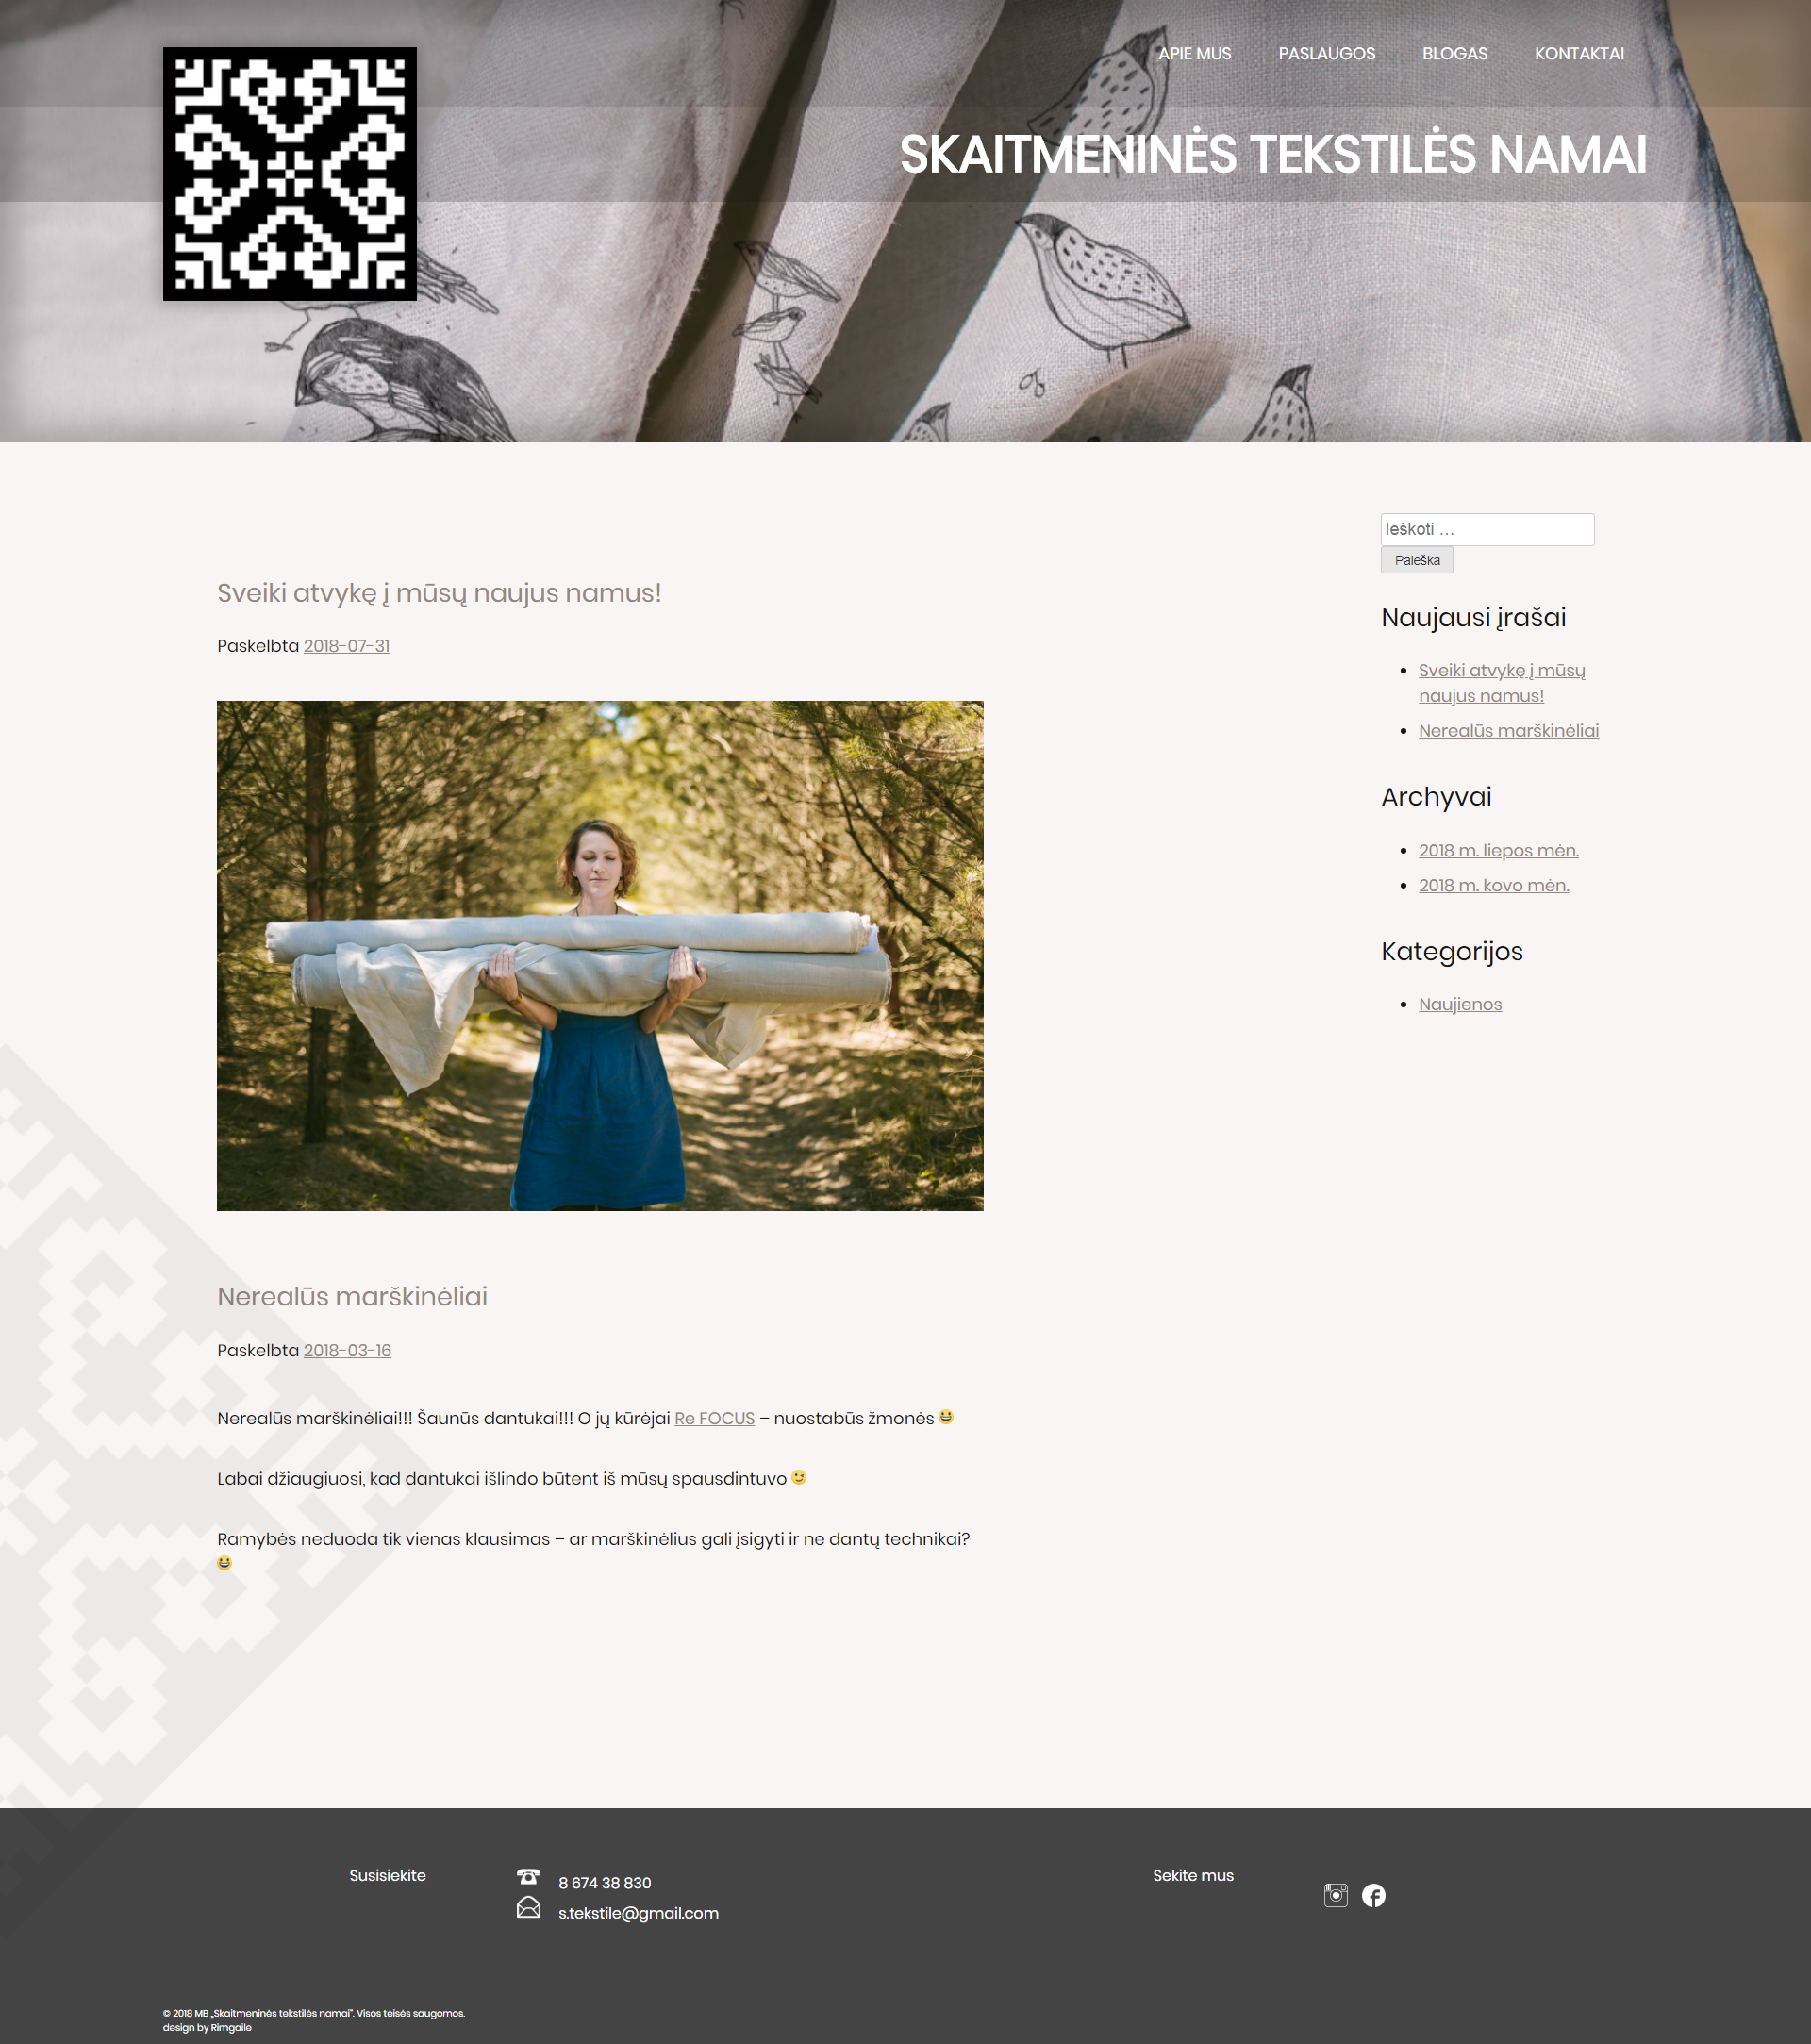 APIE MUS PASLAUGOS BLOGAS KONTAKTAI
SKAITMENINĖS TEKSTILĖS NAMAI
Sveiki atvykę į mūsų naujus namus!
Paskelbta 2018-07-31
Nerealūs marškinėliai
Paskelbta 2018-03-16
Nerealūs marškinėliai!!! Šaunūs dantukai!!! O jų kūrėjai Re FOCUS – nuostabūs žmonės 😀
Labai džiaugiuosi, kad dantukai išlindo būtent iš mūsų spausdintuvo 😉
Ramybės neduoda tik vienas klausimas – ar marškinėlius gali įsigyti ir ne dantų technikai?
😀
Ieškoti …
Paieška
Naujausi įrašai
Sveiki atvykę į mūsų
naujus namus!
Nerealūs marškinėliai
Archyvai
2018 m. liepos mėn.
2018 m. kovo mėn.
Kategorijos
Naujienos
Susisiekite
8 674 38 830
s.tekstile@gmail.com
Sekite mus
© 2018 MB „Skaitmeninės tekstilės namai". Visos teisės saugomos.
design by Rimgaile